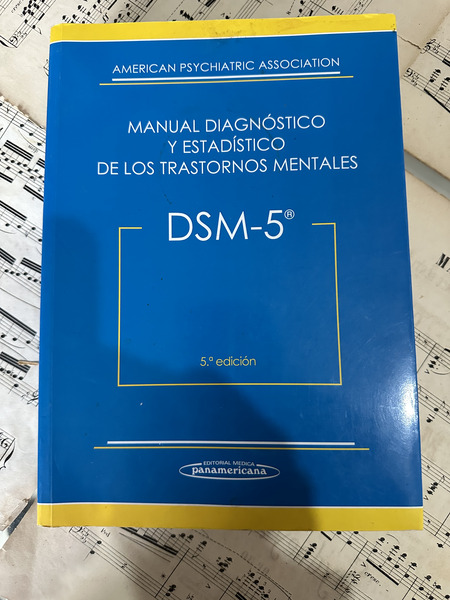 AMERICAN PSYCHIATRIC ASSOCIATION
MANUAL DIAGNÓSTICO
Y ESTADÍSTICO
DE LOS TRASTORNOS MENTALES
DSM-5®
5.ª edición
EDITORIAL MEDICA
panamericana